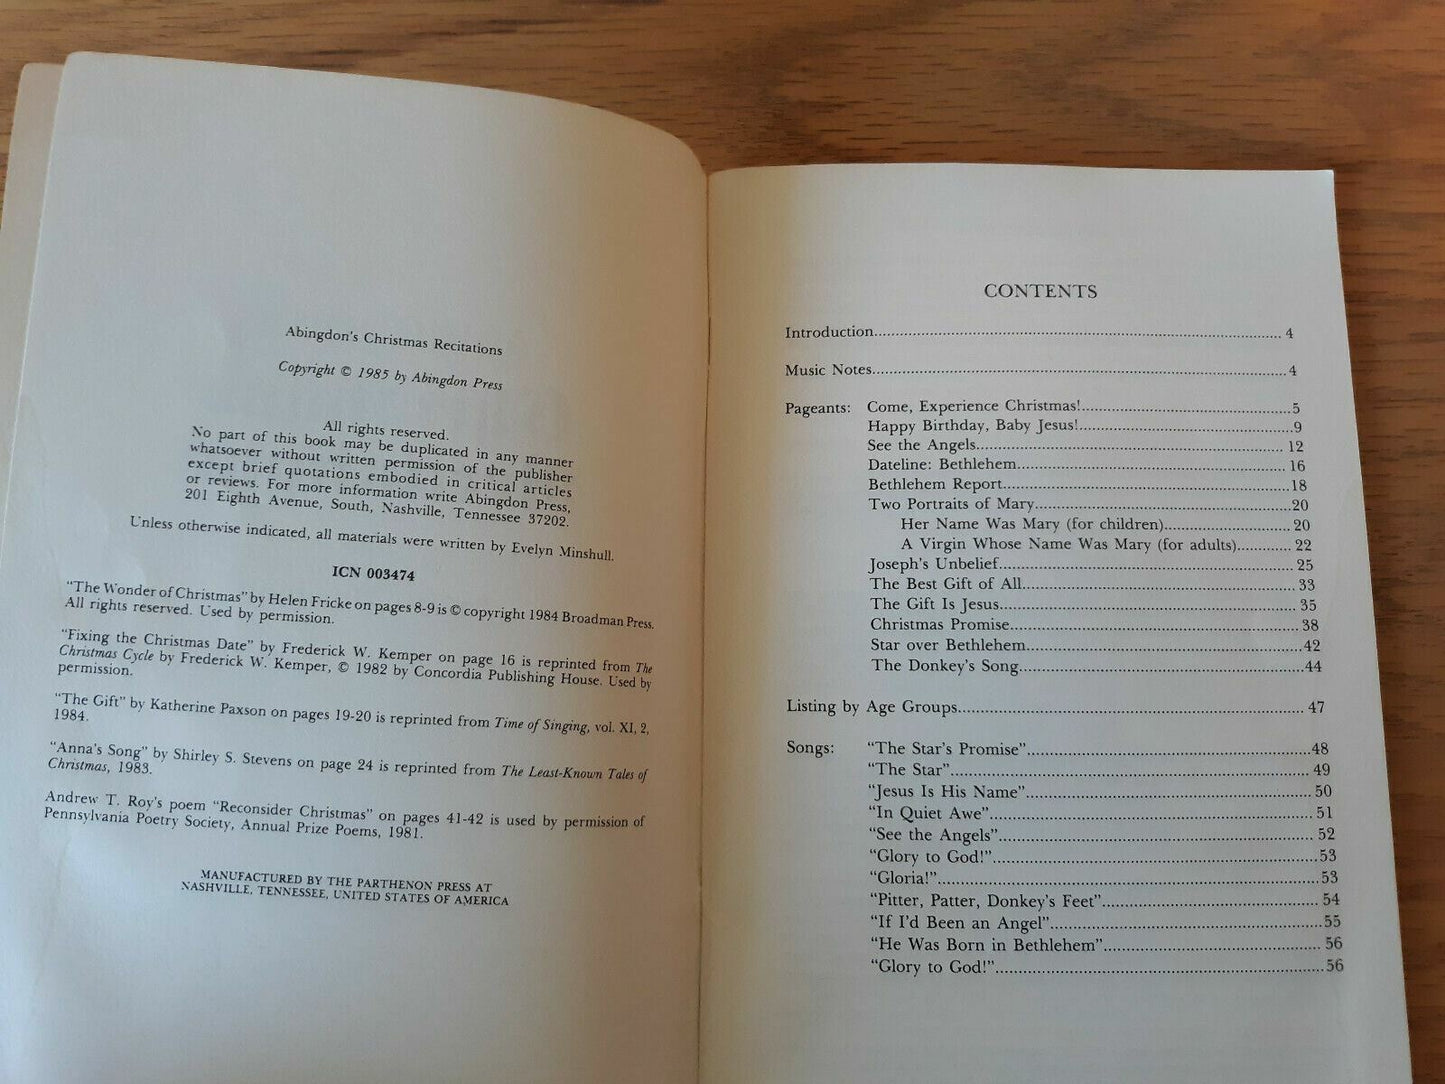 Abingdon's Christmas Recitations
Copyright © 1985 by Abingdon Press
All rights reserved.
No part of this book may be duplicated in any manner
whatsoever without written permission of the publisher
except brief quotations embodied in critical articles
or reviews. For more information write Abingdon Press,
201 Eighth Avenue, South, Nashville, Tennessee 37202.
Unless otherwise indicated, all materials were written by Evelyn Minshull.
ICN 003474
"The Wonder of Christmas" by Helen Fricke on pages 8-9 is © copyright 1984 Broadman Press.
All rights reserved. Used by permission.
"Fixing the Christmas Date" by Frederick W. Kemper on page 16 is reprinted from The
Christmas Cycle by Frederick W. Kemper, © 1982 by Concordia Publishing House. Used by
permission.
"The Gift" by Katherine Paxson on pages 19-20 is reprinted from Time of Singing, vol. XI, 2,
1984.
"Anna's Song" by Shirley S. Stevens on page 24 is reprinted from The Least-Known Tales of
Christmas, 1983.
Andrew T. Roy's poem "Reconsider Christmas" on pages 41-42 is used by permission of
Pennsylvania Poetry Society, Annual Prize Poems, 1981.
MANUFACTURED BY THE PARTHENON PRESS AT
NASHVILLE, TENNESSEE, UNITED STATES OF AMERICA
CONTENTS
Introduction 4
Music Notes 4
Pageants: Come, Experience Christmas! 5
Happy Birthday, Baby Jesus! 9
See the Angels 12
Dateline: Bethlehem 16
Bethlehem Report 18
Two Portraits of Mary 20
Her Name Was Mary (for children) 20
A Virgin Whose Name Was Mary (for adults) 22
Joseph's Unbelief 25
The Best Gift of All 33
The Gift Is Jesus 35
Christmas Promise 38
Star over Bethlehem 42
The Donkey's Song 44
Listing by Age Groups 47
Songs: "The Star's Promise" 48
"The Star" 49
"Jesus Is His Name" 50
"In Quiet Awe" 51
"See the Angels" 52
"Glory to God!" 53
"Gloria!" 53
"Pitter, Patter, Donkey's Feet" 54
"If I'd Been an Angel" 55
"He Was Born in Bethlehem" 56
"Glory to God!" 56